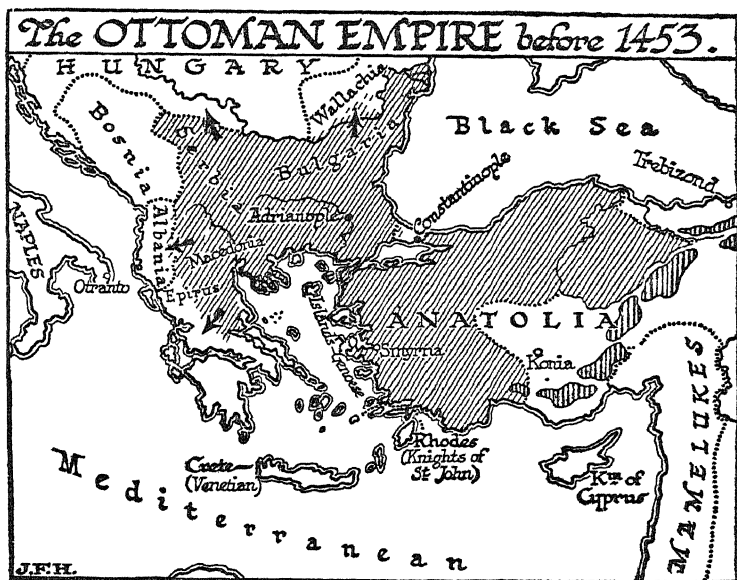 The OTTOMAN EMPIRE before 1453.
HUNGARY
Wallachia
Bosnia
Serbia
Bulgaria
Black Sea
Trebizond
Constantinople
Adrianople
NAPLES
Albania
Macedonia
Otranto
Epirus
ANATOLIA
Smyrna
Konia
MAMELUKES
Rhodes
(Knights of
St John)
Crete
(Venetian)
Km of
Cyprus
Mediterranean
J.F.H.